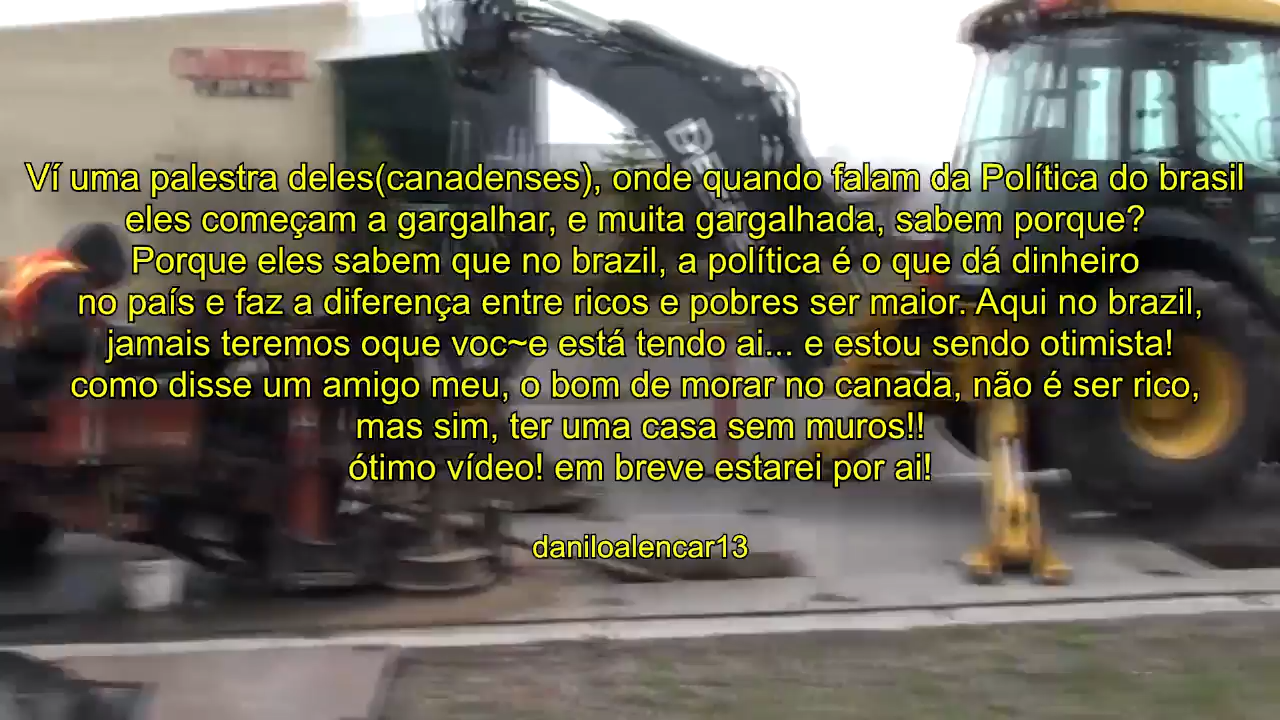 Ví uma palestra deles(canadenses), onde quando falam da Política do brasil
eles começam a gargalhar, e muita gargalhada, sabem porque?
Porque eles sabem que no brazil, a política é o que dá dinheiro
no país e faz a diferença entre ricos e pobres ser maior. Aqui no brazil,
jamais teremos oque voc~e está tendo ai... e estou sendo otimista!
como disse um amigo meu, o bom de morar no canada, não é ser rico,
mas sim, ter uma casa sem muros!!
ótimo vídeo! em breve estarei por ai!
daniloalencar13